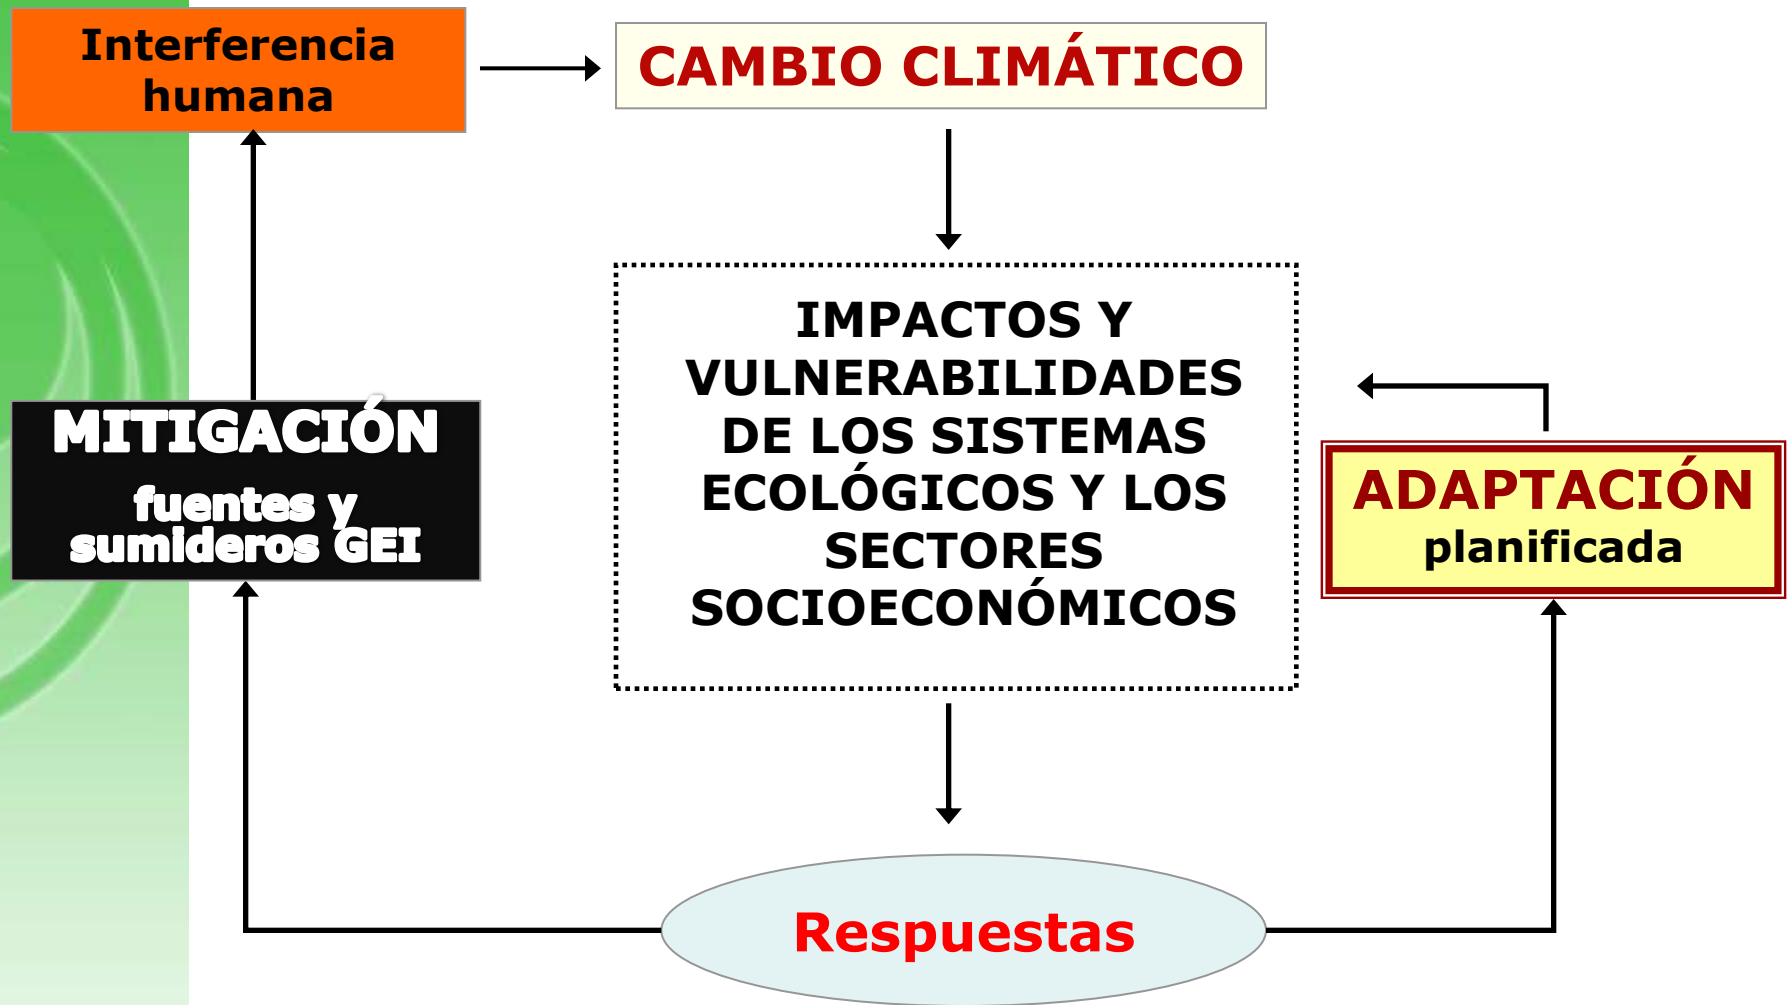 Interferencia
humana
CAMBIO CLIMÁTICO
IMPACTOS Y
VULNERABILIDADES
DE LOS SISTEMAS
ECOLÓGICOS Y LOS
SECTORES
SOCIOECONÓMICOS
MITIGACIÓN
fuentes y
sumideros GEI
ADAPTACIÓN
planificada
Respuestas